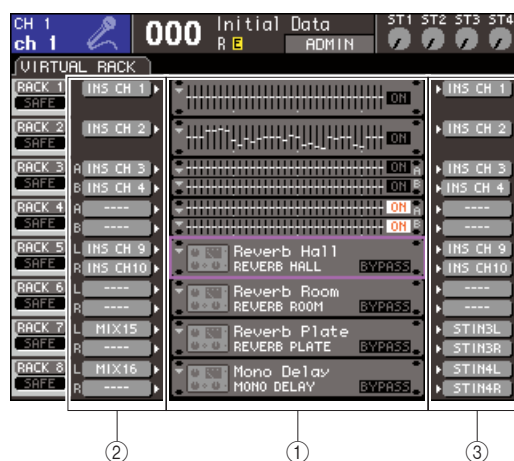 CH 1 000 Initial Data ST1 ST2 ST3 ST4
ch 1 R E ADMIN
VIRTUAL RACK
RACK 1 INS CH 1 ON INS CH 1
SAFE
RACK 2 INS CH 2 ON INS CH 2
SAFE
RACK 3 A INS CH 3 ON A INS CH 3
SAFE B INS CH 4 ON B INS CH 4
RACK 4 A ---- ON A ----
SAFE B ---- ON B ----
RACK 5 L INS CH 9 Reverb Hall INS CH 9
SAFE R INS CH10 REVERB HALL BYPASS INS CH10
RACK 6 L ---- Reverb Room ----
SAFE R ---- REVERB ROOM BYPASS ----
RACK 7 L MIX15 Reverb Plate STIN3L
SAFE R ---- REVERB PLATE BYPASS STIN3R
RACK 8 L MIX16 Mono Delay STIN4L
SAFE R ---- MONO DELAY BYPASS STIN4R
② ① ③